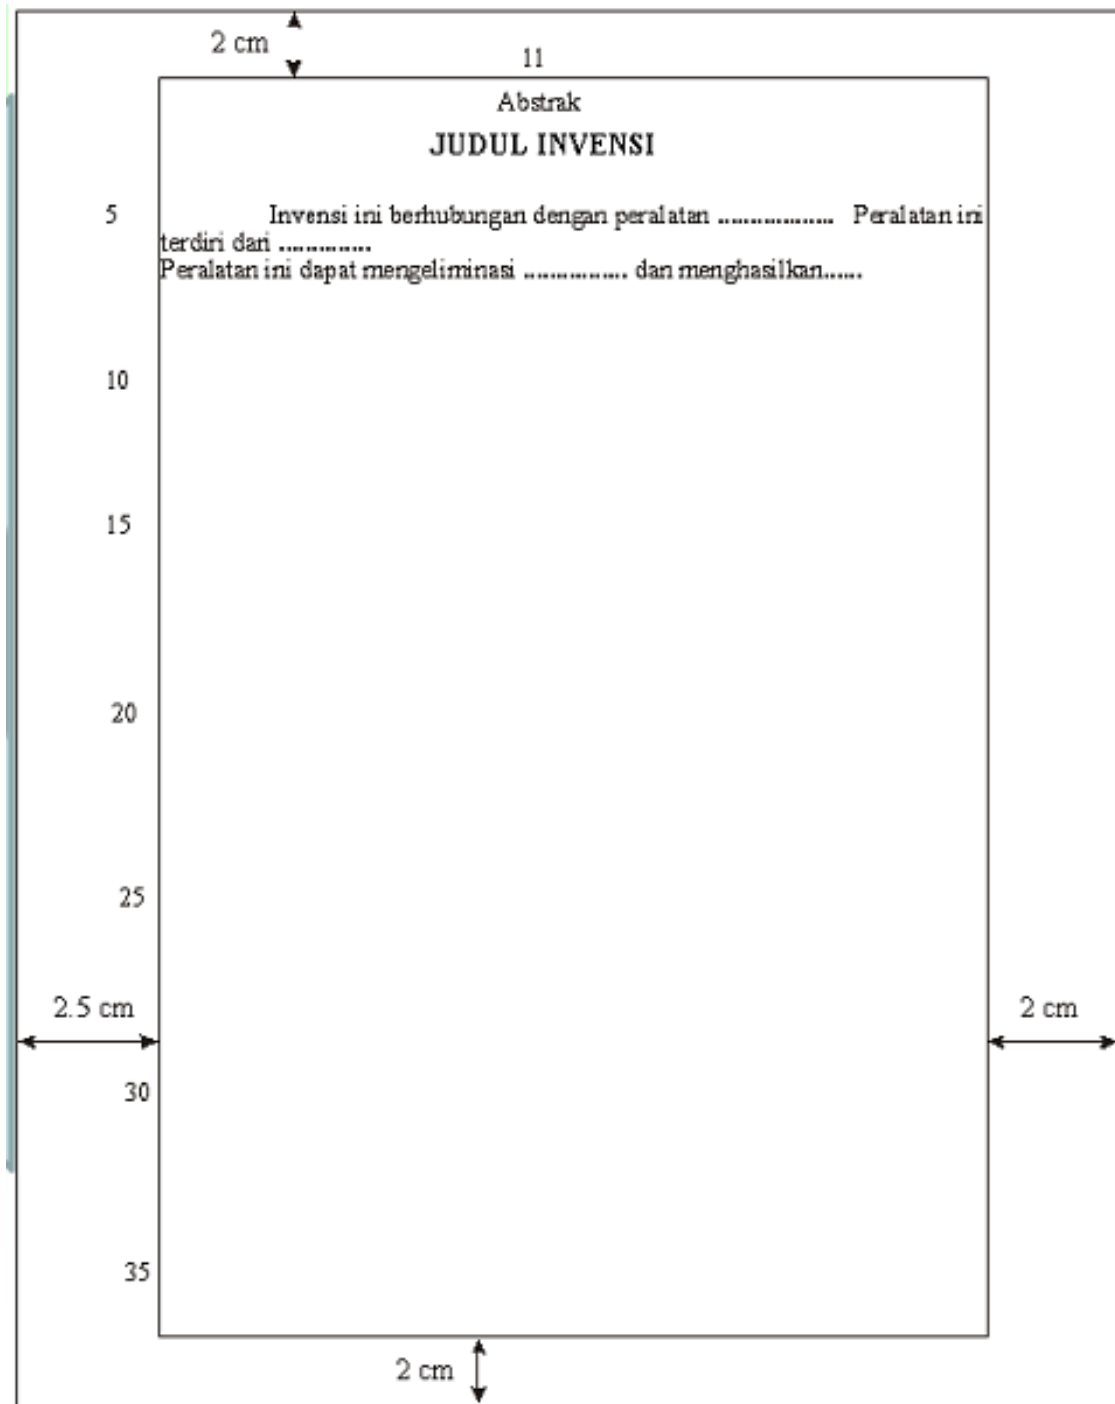 2 cm
11
Abstrak
JUDUL INVENSI
5
Invensi ini berhubungan dengan peralatan .................. Peralatan ini
terdiri dari ..............
Peralatan ini dapat mengeliminasi ................ dan menghasilkan......
10
15
20
25
2.5 cm
2 cm
30
35
2 cm